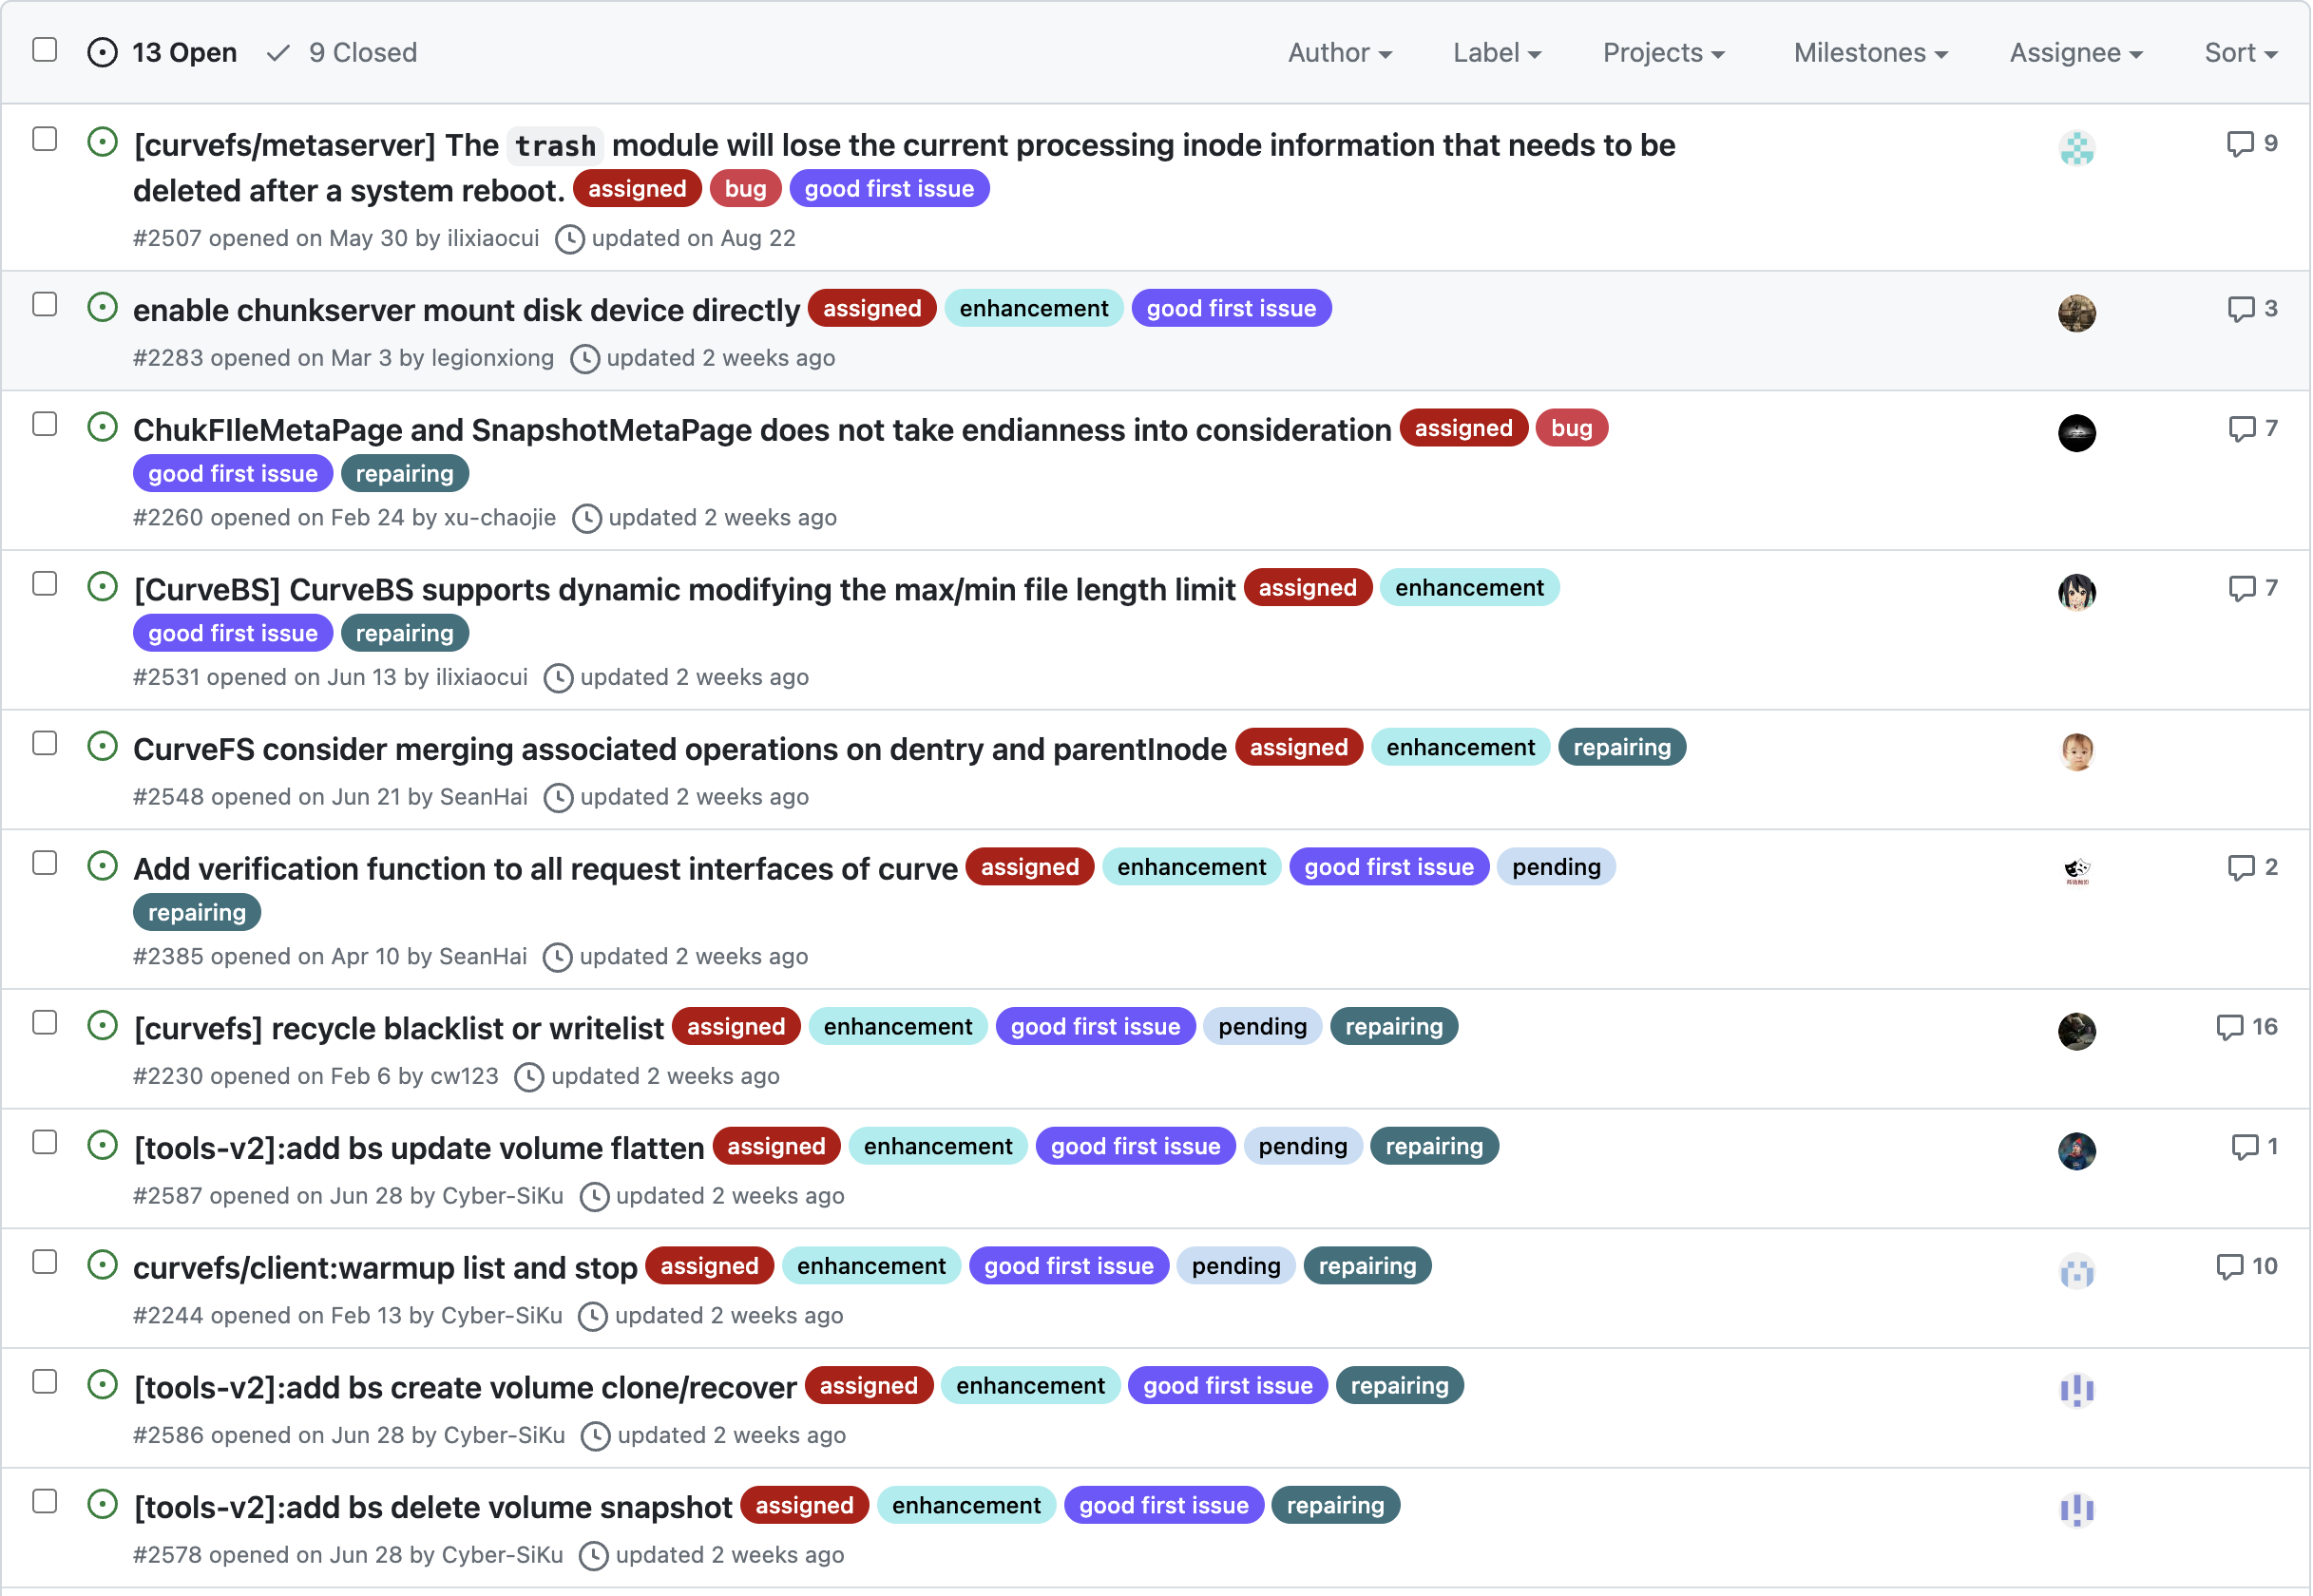 13 Open 9 Closed Author Label Projects Milestones Assignee Sort
[curvefs/metaserver] The trash module will lose the current processing inode information that needs to be 9
deleted after a system reboot. assigned bug good first issue
#2507 opened on May 30 by ilixiaocui updated on Aug 22
enable chunkserver mount disk device directly assigned enhancement good first issue 3
#2283 opened on Mar 3 by legionxiong updated 2 weeks ago
ChukFIleMetaPage and SnapshotMetaPage does not take endianness into consideration assigned bug 7
good first issue repairing
#2260 opened on Feb 24 by xu-chaojie updated 2 weeks ago
[CurveBS] CurveBS supports dynamic modifying the max/min file length limit assigned enhancement 7
good first issue repairing
#2531 opened on Jun 13 by ilixiaocui updated 2 weeks ago
CurveFS consider merging associated operations on dentry and parentInode assigned enhancement repairing
#2548 opened on Jun 21 by SeanHai updated 2 weeks ago
Add verification function to all request interfaces of curve assigned enhancement good first issue pending 2
repairing
#2385 opened on Apr 10 by SeanHai updated 2 weeks ago
[curvefs] recycle blacklist or writelist assigned enhancement good first issue pending repairing 16
#2230 opened on Feb 6 by cw123 updated 2 weeks ago
[tools-v2]:add bs update volume flatten assigned enhancement good first issue pending repairing 1
#2587 opened on Jun 28 by Cyber-SiKu updated 2 weeks ago
curvefs/client:warmup list and stop assigned enhancement good first issue pending repairing 10
#2244 opened on Feb 13 by Cyber-SiKu updated 2 weeks ago
[tools-v2]:add bs create volume clone/recover assigned enhancement good first issue repairing
#2586 opened on Jun 28 by Cyber-SiKu updated 2 weeks ago
[tools-v2]:add bs delete volume snapshot assigned enhancement good first issue repairing
#2578 opened on Jun 28 by Cyber-SiKu updated 2 weeks ago